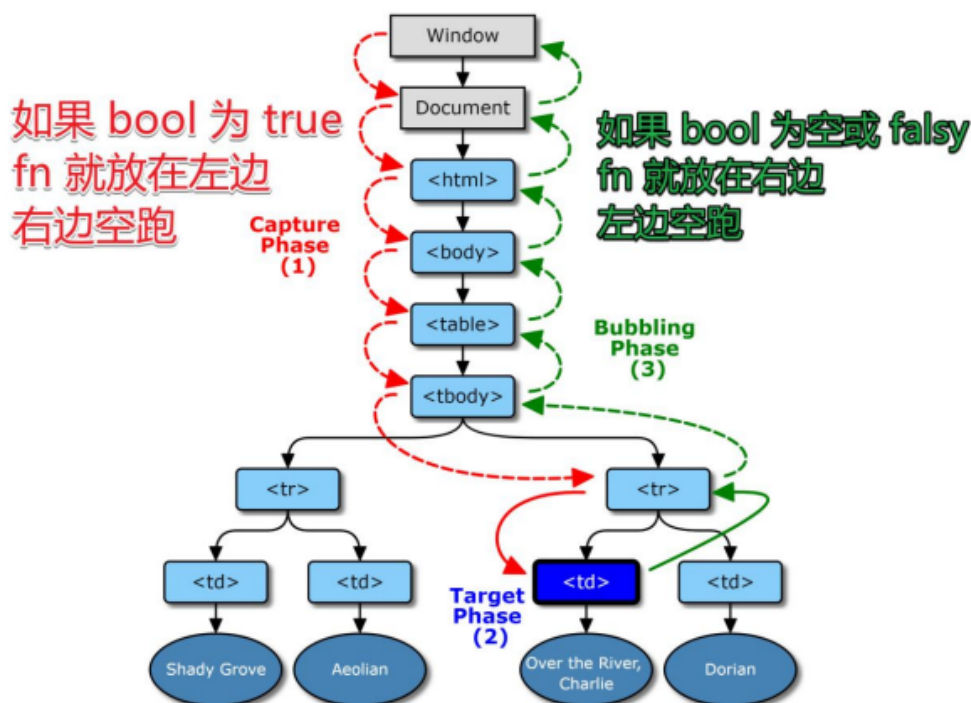 Window
Document
如果 bool 为 true
fn 就放在左边
右边空跑
如果 bool 为空或 falsy
fn 就放在右边
左边空跑
<html>
Capture
Phase
(1)
<body>
<table>
Bubbling
Phase
(3)
<tbody>
<tr>
<tr>
<td>
<td>
Target
Phase
(2)
<td>
<td>
Shady Grove
Aeolian
Over the River,
Charlie
Dorian